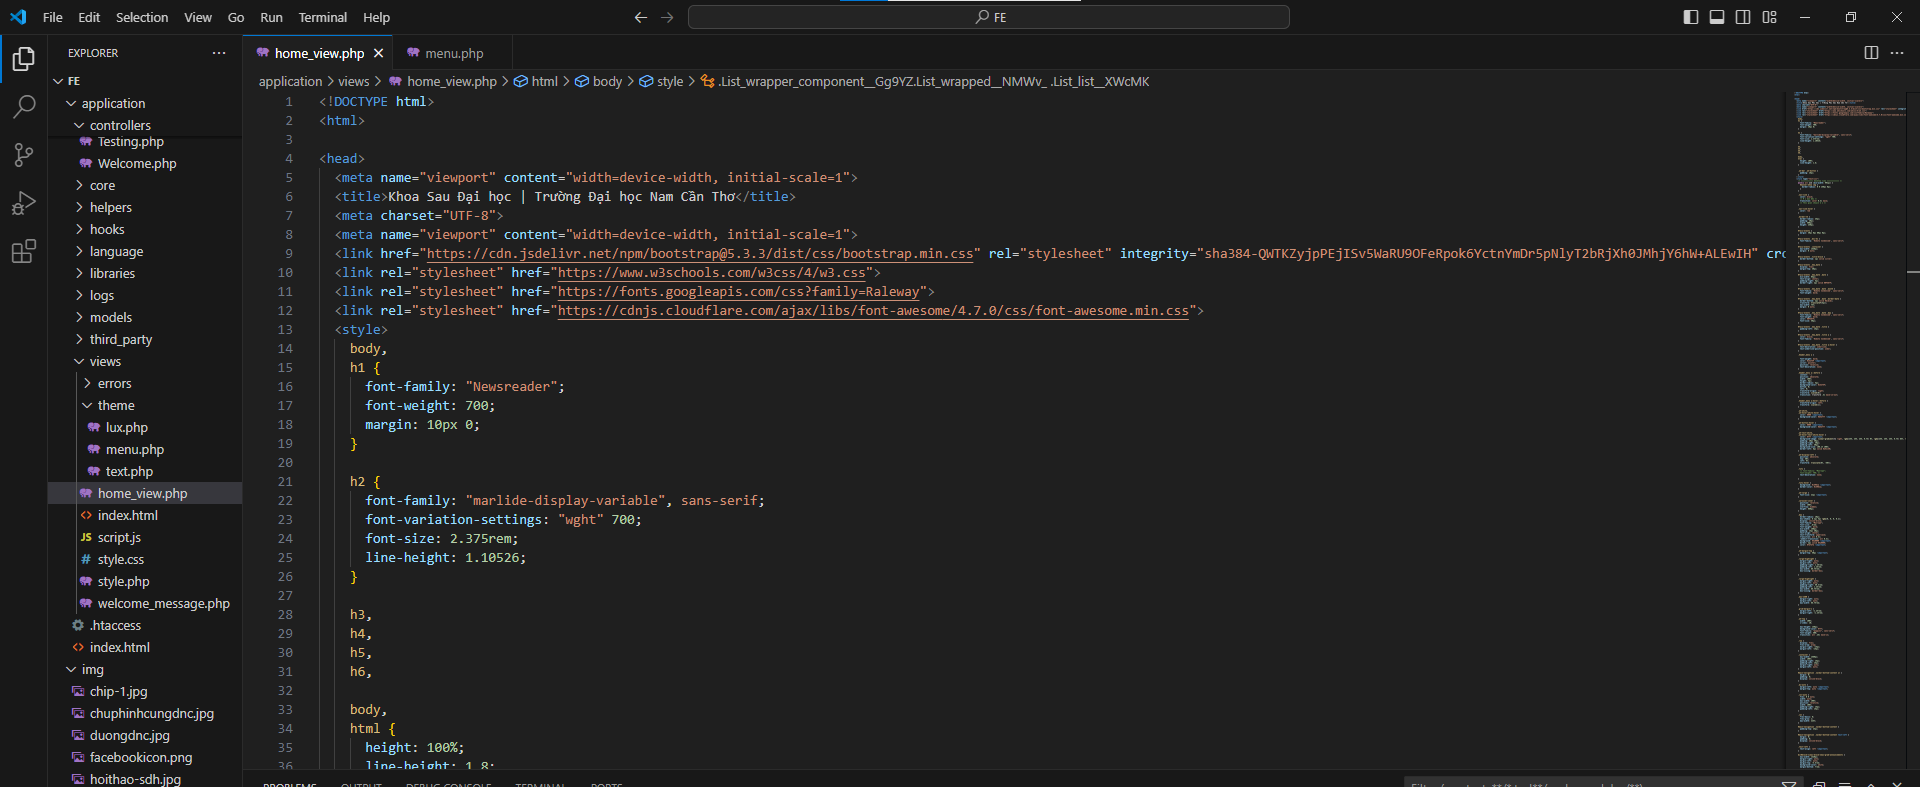 File Edit Selection View Go Run Terminal Help
FE
EXPLORER
FE
application
controllers
Testing.php
Welcome.php
core
helpers
hooks
language
libraries
logs
models
third_party
views
errors
theme
lux.php
menu.php
text.php
home_view.php
index.html
JS script.js
# style.css
style.php
welcome_message.php
.htaccess
index.html
img
chip-1.jpg
chuphinhcungdnc.jpg
duongdnc.jpg
facebookicon.png
hoithao-sdh.jpg
home_view.php menu.php
application > views > home_view.php > html > body > style > .List_wrapper_component__Gg9YZ.List_wrapped__NMWv_ .List_list__XWcMK
1 <!DOCTYPE html>
2 <html>
3
4 <head>
5 <meta name="viewport" content="width=device-width, initial-scale=1">
6 <title>Khoa Sau Đại học | Trường Đại học Nam Cần Thơ</title>
7 <meta charset="UTF-8">
8 <meta name="viewport" content="width=device-width, initial-scale=1">
9 <link href="https://cdn.jsdelivr.net/npm/bootstrap@5.3.3/dist/css/bootstrap.min.css" rel="stylesheet" integrity="sha384-QWTKZyjpPEjISv5WaRU9OFeRpok6YctnYmDr5pNlyT2bRjXh0JMhjY6hW+ALEwIH" cro
10 <link rel="stylesheet" href="https://www.w3schools.com/w3css/4/w3.css">
11 <link rel="stylesheet" href="https://fonts.googleapis.com/css?family=Raleway">
12 <link rel="stylesheet" href="https://cdnjs.cloudflare.com/ajax/libs/font-awesome/4.7.0/css/font-awesome.min.css">
13 <style>
14 body,
15 h1 {
16 font-family: "Newsreader";
17 font-weight: 700;
18 margin: 10px 0;
19 }
20
21 h2 {
22 font-family: "marlide-display-variable", sans-serif;
23 font-variation-settings: "wght" 700;
24 font-size: 2.375rem;
25 line-height: 1.10526;
26 }
27
28 h3,
29 h4,
30 h5,
31 h6,
32
33 body,
34 html {
35 height: 100%;
36 line-height: 1.8;
PROBLEMS OUTPUT DEBUG CONSOLE TERMINAL PORTS